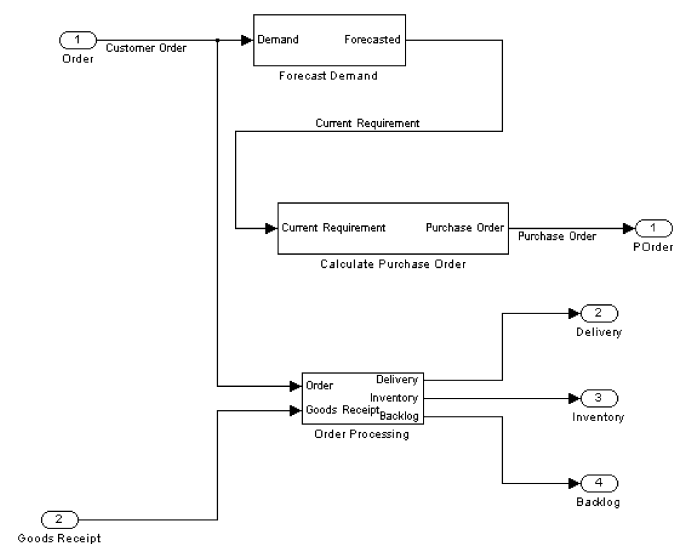 1
Order
Customer Order
Demand
Forecasted
Forecast Demand
Current Requirement
Current Requirement
Purchase Order
Calculate Purchase Order
Purchase Order
1
POrder
2
Delivery
Order
Goods Receipt
Delivery
Inventory
Backlog
Order Processing
3
Inventory
4
Backlog
2
Goods Receipt